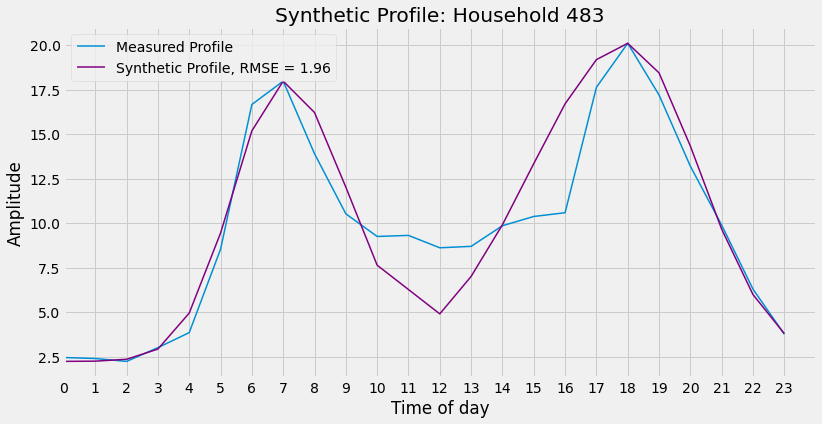 Synthetic Profile: Household 483
Measured Profile
Synthetic Profile, RMSE = 1.96
Amplitude
20.0
17.5
15.0
12.5
10.0
7.5
5.0
2.5
0 1 2 3 4 5 6 7 8 9 10 11 12 13 14 15 16 17 18 19 20 21 22 23
Time of day